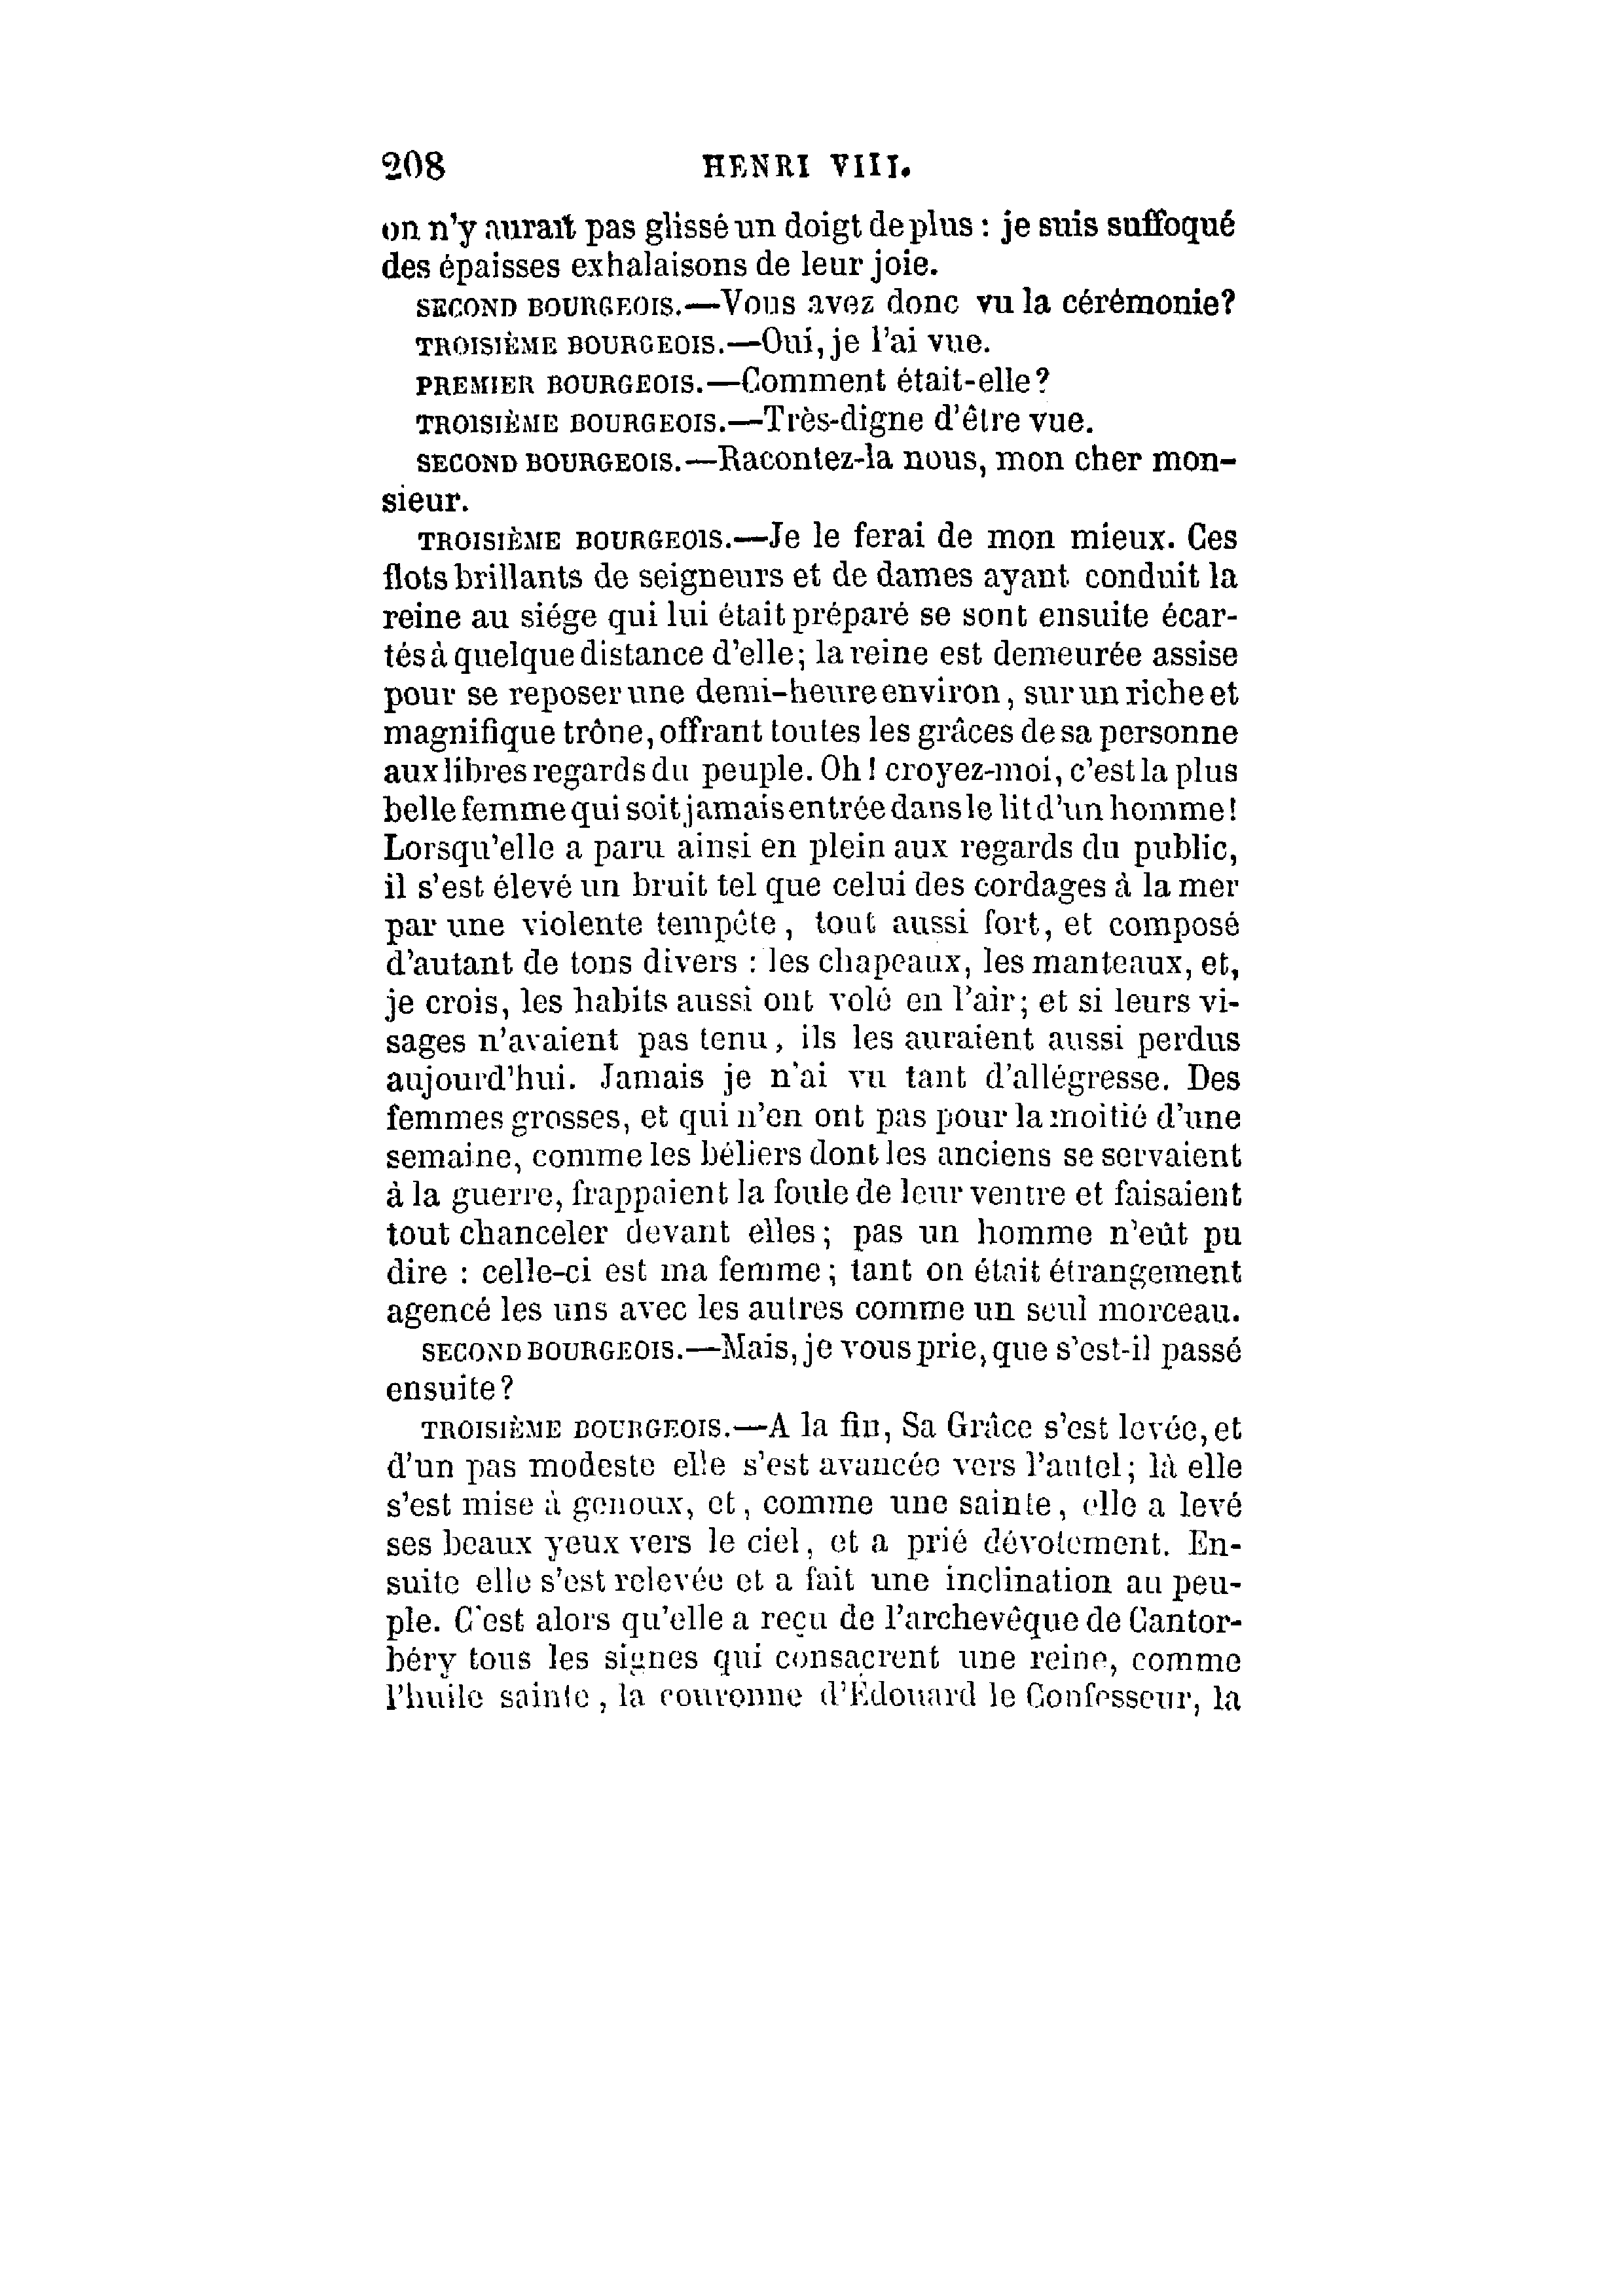 208 HENRI VIII.
on n'y aurait pas glissé un doigt de plus : je suis suffoqué
des épaisses exhalaisons de leur joie.
SECOND BOURGEOIS.—Vous avez donc vu la cérémonie?
TROISIÈME BOURGEOIS.—Oui, je l'ai vue.
PREMIER BOURGEOIS.—Comment était-elle?
TROISIÈME BOURGEOIS.—Très-digne d'être vue.
SECOND BOURGEOIS.—Racontez-la nous, mon cher mon-
sieur.
TROISIÈME BOURGEOIS.—Je le ferai de mon mieux. Ces
flots brillants de seigneurs et de dames ayant conduit la
reine au siége qui lui était préparé se sont ensuite écar-
tés à quelque distance d'elle; la reine est demeurée assise
pour se reposer une demi-heure environ, sur un riche et
magnifique trône, offrant toutes les grâces de sa personne
aux libres regards du peuple. Oh! croyez-moi, c'est la plus
belle femme qui soit jamais entrée dans le lit d'un homme!
Lorsqu'elle a paru ainsi en plein aux regards du public,
il s'est élevé un bruit tel que celui des cordages à la mer
par une violente tempête, tout aussi fort, et composé
d'autant de tons divers : les chapeaux, les manteaux, et,
je crois, les habits aussi ont volé en l'air; et si leurs vi-
sages n'avaient pas tenu, ils les auraient aussi perdus
aujourd'hui. Jamais je n'ai vu tant d'allégresse. Des
femmes grosses, et qui n'en ont pas pour la moitié d'une
semaine, comme les béliers dont les anciens se servaient
à la guerre, frappaient la foule de leur ventre et faisaient
tout chanceler devant elles; pas un homme n'eût pu
dire : celle-ci est ma femme; tant on était étrangement
agencé les uns avec les autres comme un seul morceau.
SECOND BOURGEOIS.—Mais, je vous prie, que s'est-il passé
ensuite?
TROISIÈME BOURGEOIS.—A la fin, Sa Grâce s'est levée, et
d'un pas modeste elle s'est avancée vers l'autel; là elle
s'est mise à genoux, et, comme une sainte, elle a levé
ses beaux yeux vers le ciel, et a prié dévotement. En-
suite elle s'est relevée et a fait une inclination au peu-
ple. C'est alors qu'elle a reçu de l'archevêque de Cantor-
béry tous les signes qui consacrent une reine, comme
l'huile sainte, la couronne d'Édouard le Confesseur, la